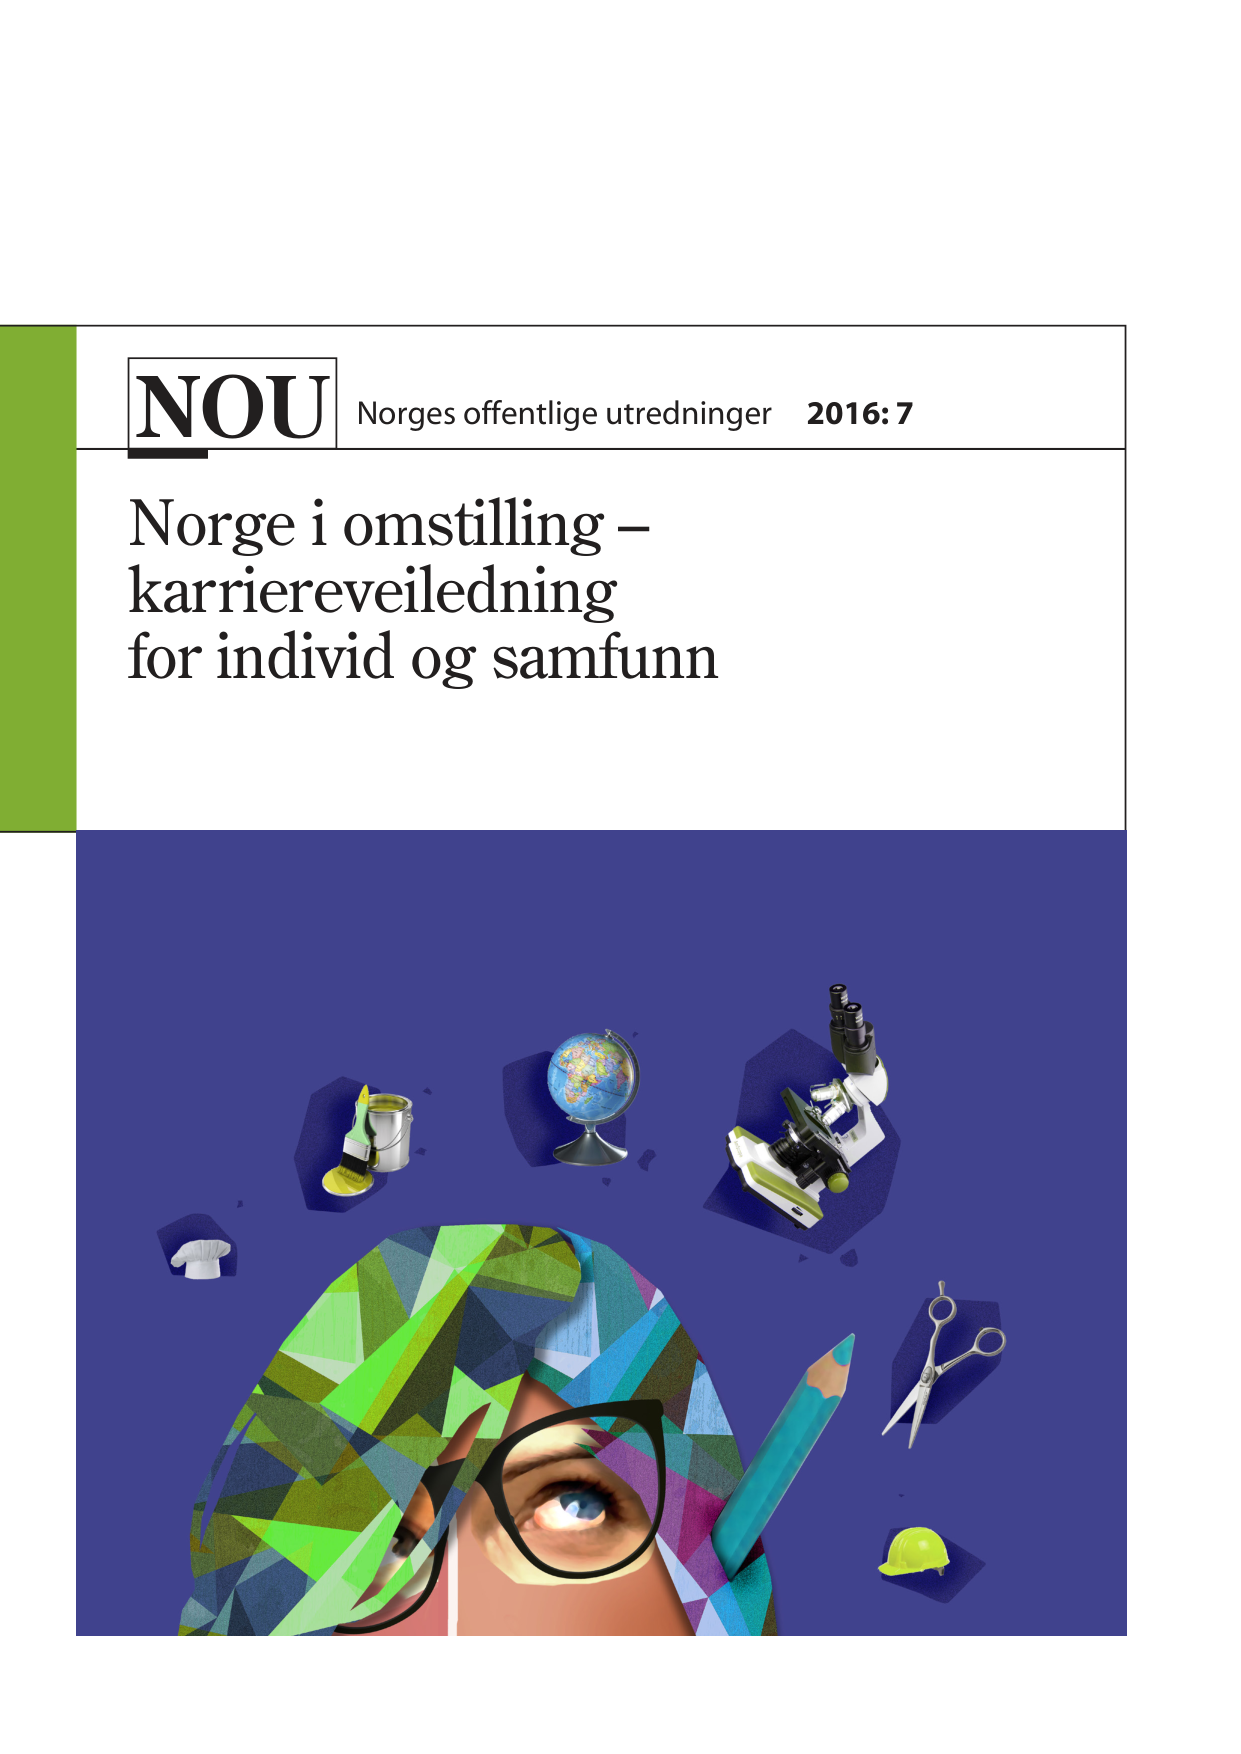 NOU Norges offentlige utredninger 2016: 7
Norge i omstilling –
karriereveiledning
for individ og samfunn